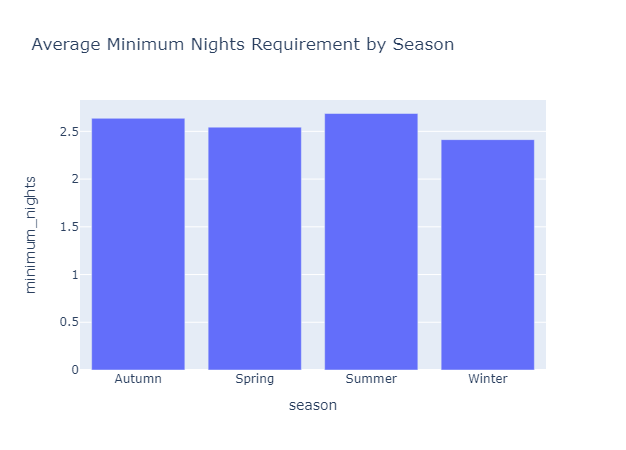 Average Minimum Nights Requirement by Season
minimum_nights
2.5
2
1.5
1
0.5
0
Autumn Spring Summer Winter
season